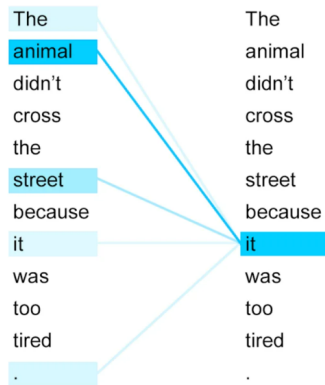 The
animal
didn't
cross
the
street
because
it
was
too
tired
.
The
animal
didn't
cross
the
street
because
it
was
too
tired
.